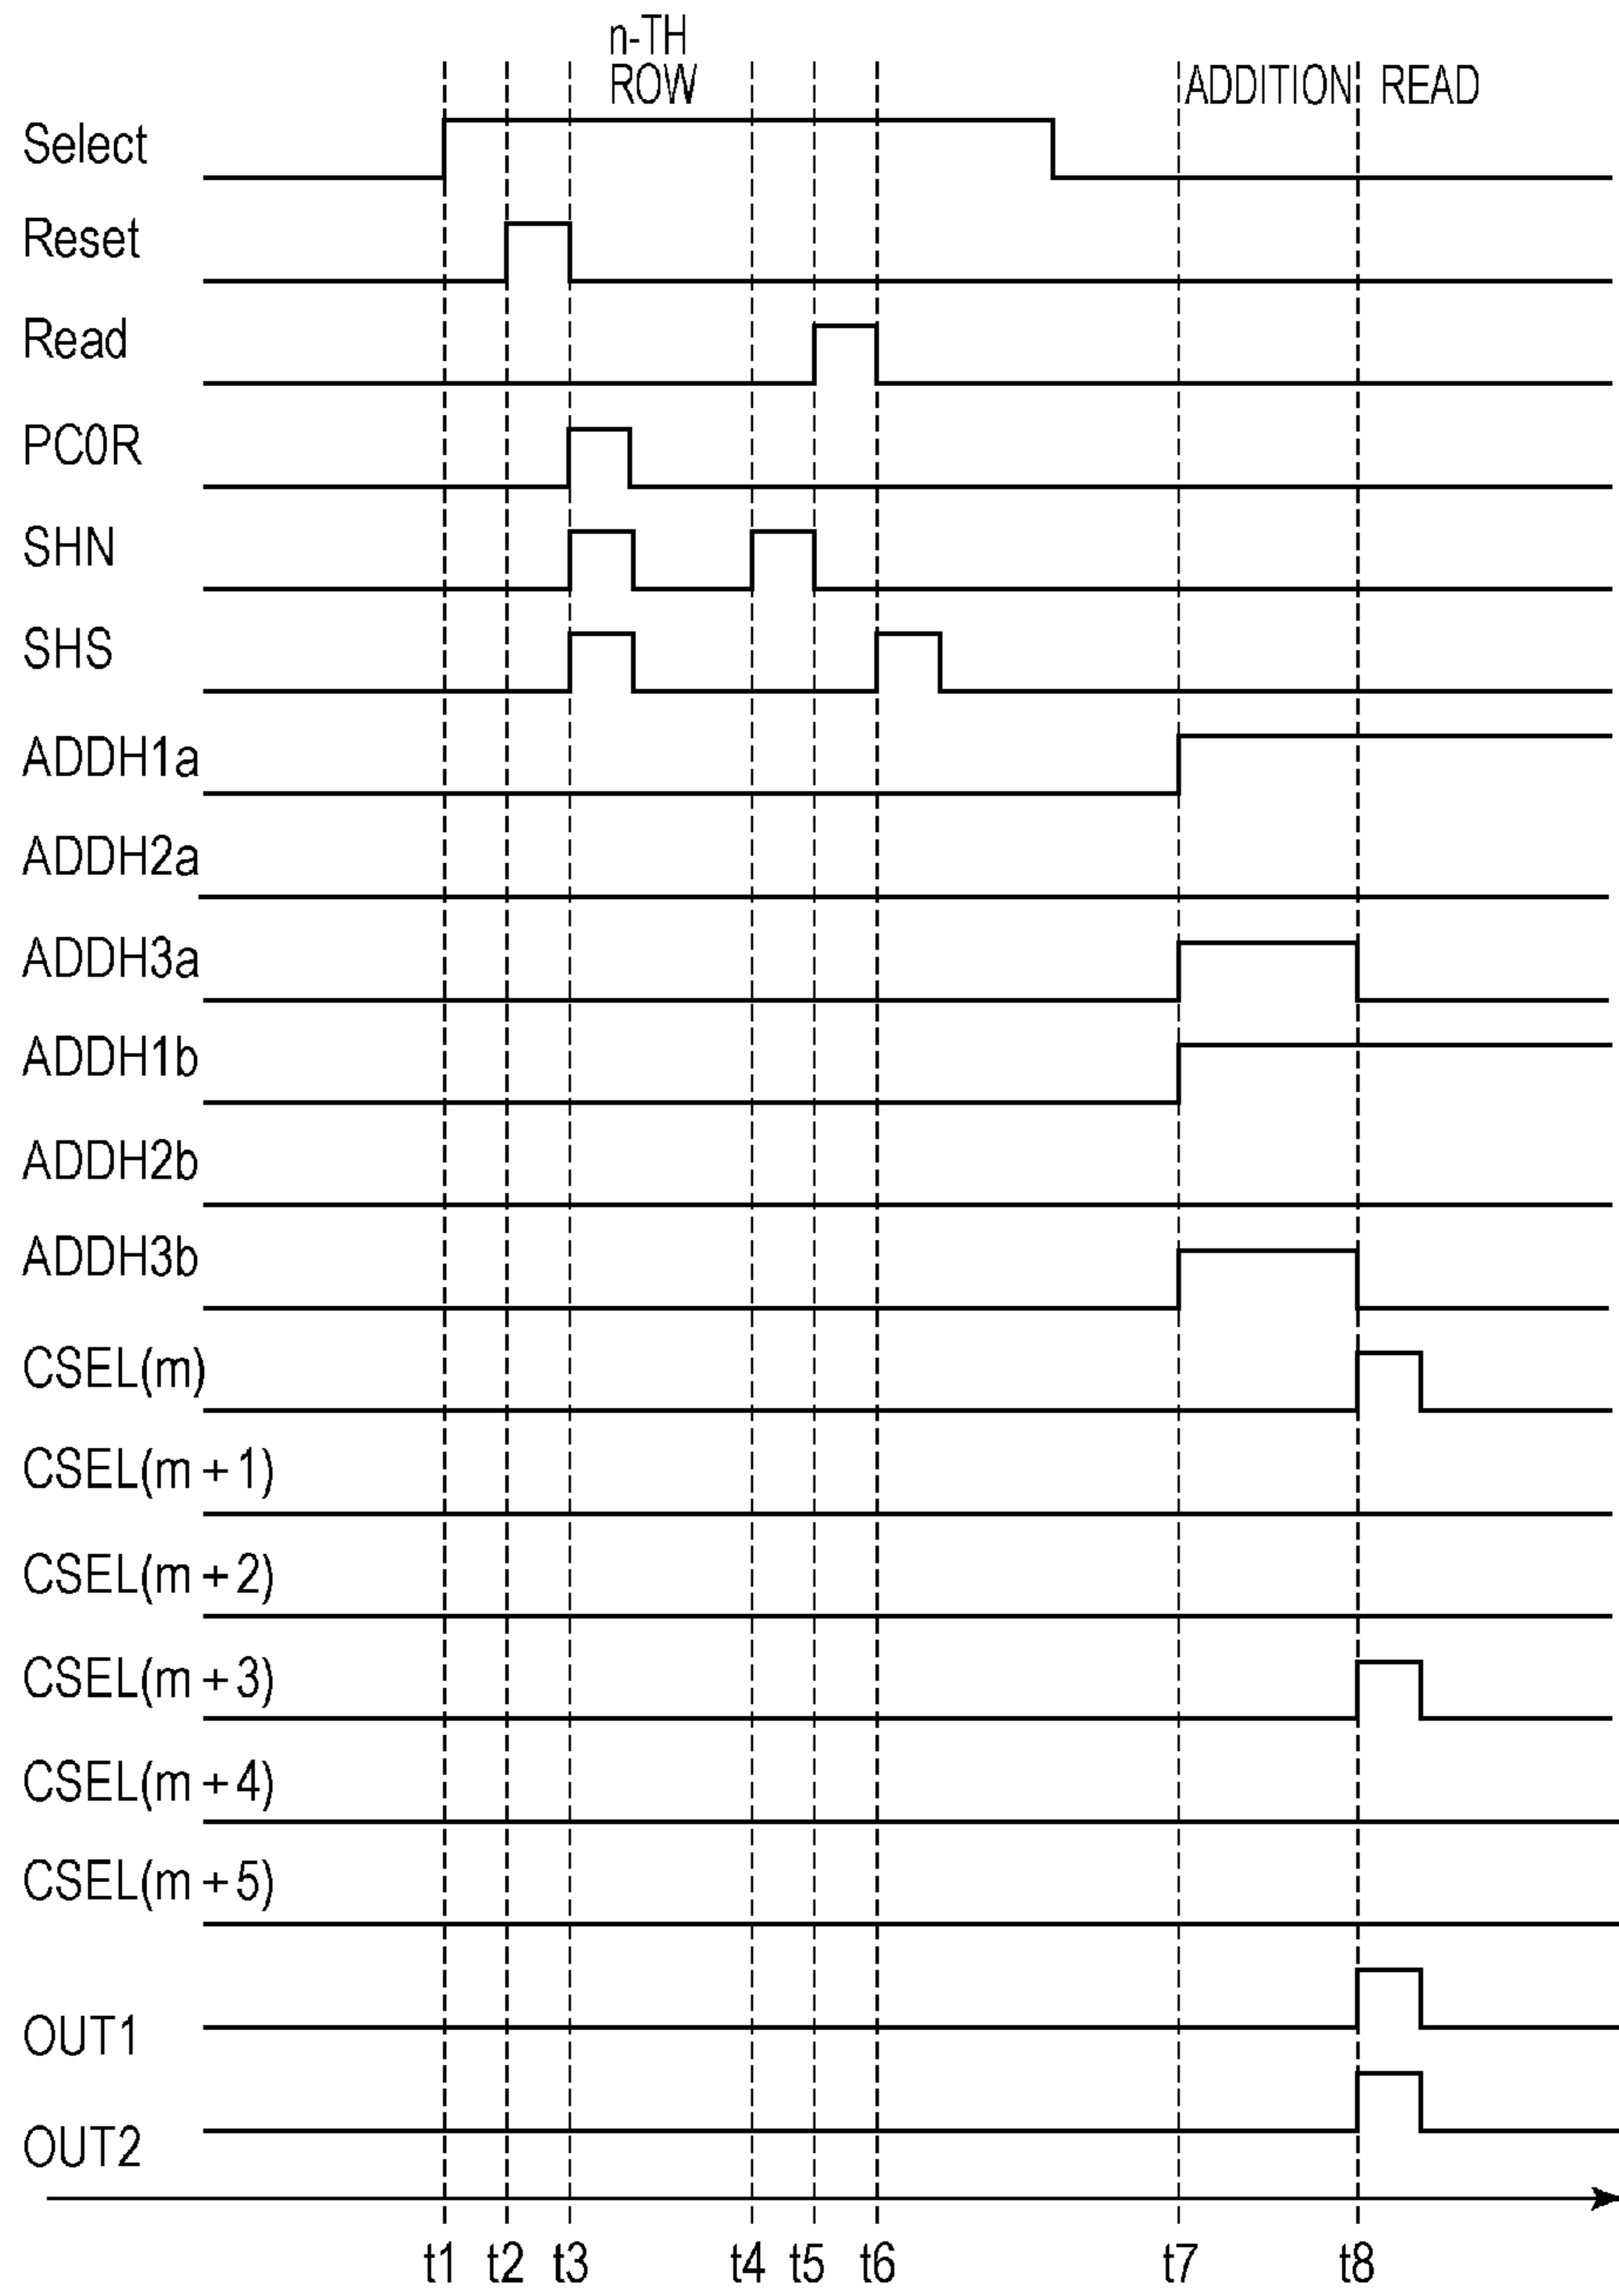 n-TH
ROW
ADDITION READ
Select
Reset
Read
PC0R
SHN
SHS
ADDH1a
ADDH2a
ADDH3a
ADDH1b
ADDH2b
ADDH3b
CSEL(m)
CSEL(m+1)
CSEL(m+2)
CSEL(m+3)
CSEL(m+4)
CSEL(m+5)
OUT1
OUT2
t1 t2 t3 t4 t5 t6 t7 t8